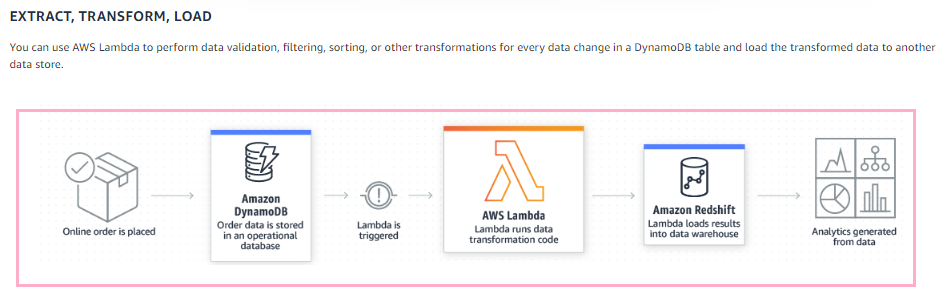 EXTRACT, TRANSFORM, LOAD
You can use AWS Lambda to perform data validation, filtering, sorting, or other transformations for every data change in a DynamoDB table and load the transformed data to another
data store.
Online order is placed
Amazon
DynamoDB
Order data is stored
in an operational
database
Lambda is
triggered
AWS Lambda
Lambda runs data
transformation code
Amazon Redshift
Lambda loads results
into data warehouse
Analytics generated
from data